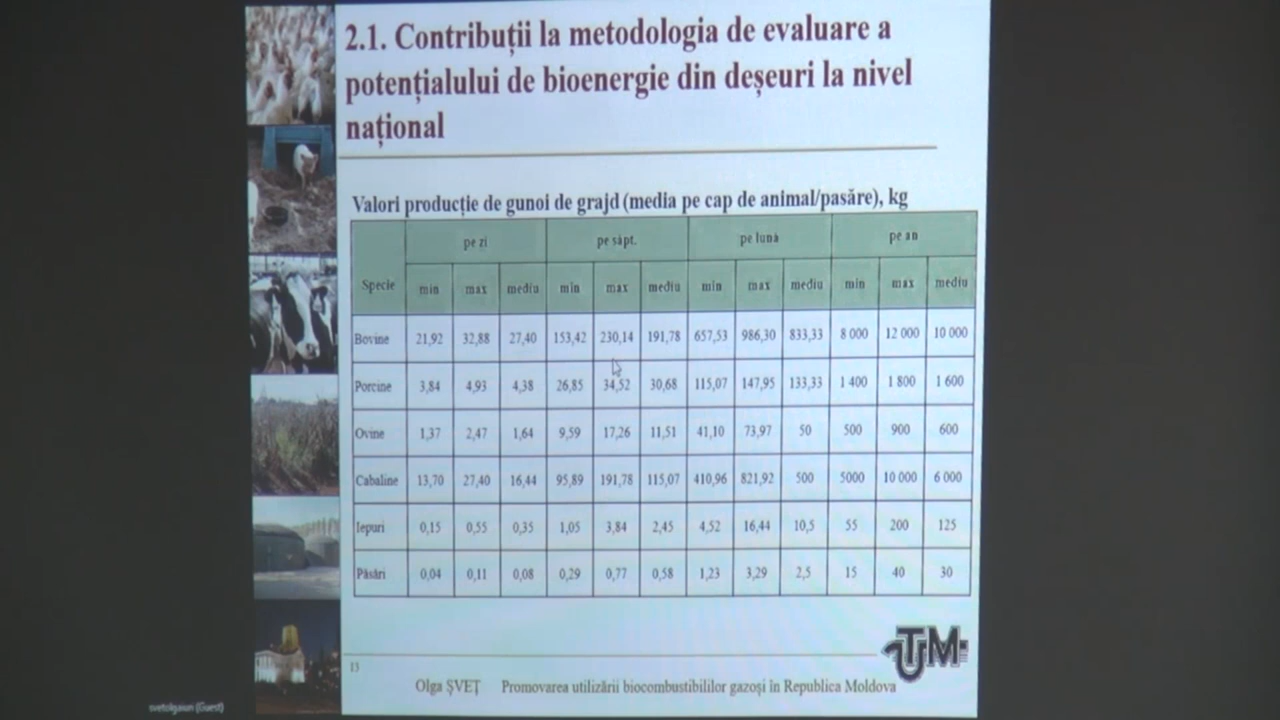 2.1. Contribuții la metodologia de evaluare a
potențialului de bioenergie din deșeuri la nivel
național
Valori producție de gunoi de grajd (media pe cap de animal/pasăre), kg
Specie pe zi pe săpt. pe lună pe an
min max mediu min max mediu min max mediu min max mediu
Bovine 21,92 32,88 27,40 153,42 230,14 191,78 657,53 986,30 833,33 8 000 12 000 10 000
Porcine 3,84 4,93 4,38 26,85 34,52 30,68 115,07 147,95 133,33 1 400 1 800 1 600
Ovine 1,37 2,47 1,64 9,59 17,26 11,51 41,10 73,97 50 500 900 600
Cabaline 13,70 27,40 16,44 95,89 191,78 115,07 410,96 821,92 500 5000 10 000 6 000
Iepuri 0,15 0,55 0,35 1,05 3,84 2,45 4,52 16,44 10,5 55 200 125
Păsări 0,04 0,11 0,08 0,29 0,77 0,58 1,23 3,29 2,5 15 40 30
UTM
13
Olga ȘVEȚ Promovarea utilizării biocombustibililor gazoși în Republica Moldova
svetolgaiun (Guest)